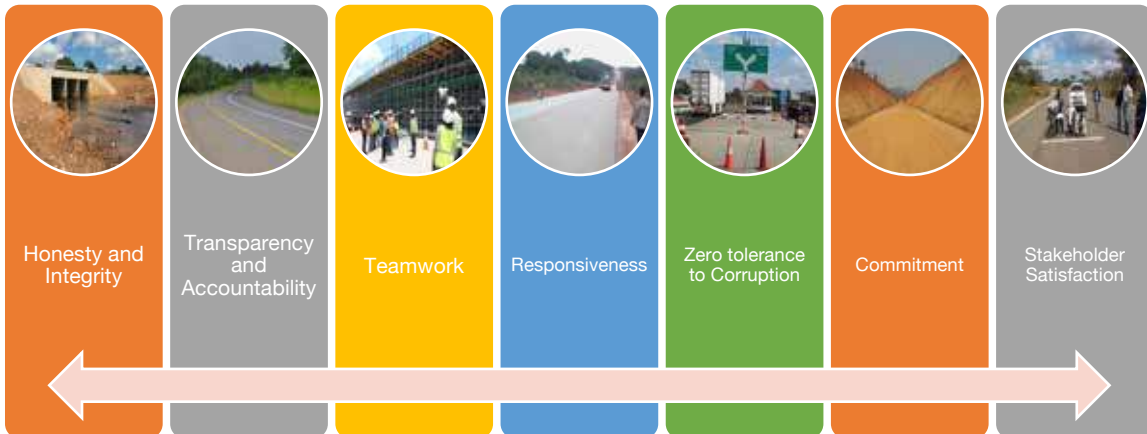 Honesty and
Integrity
Transparency
and
Accountability
Teamwork
Responsiveness
Zero tolerance
to Corruption
Commitment
Stakeholder
Satisfaction